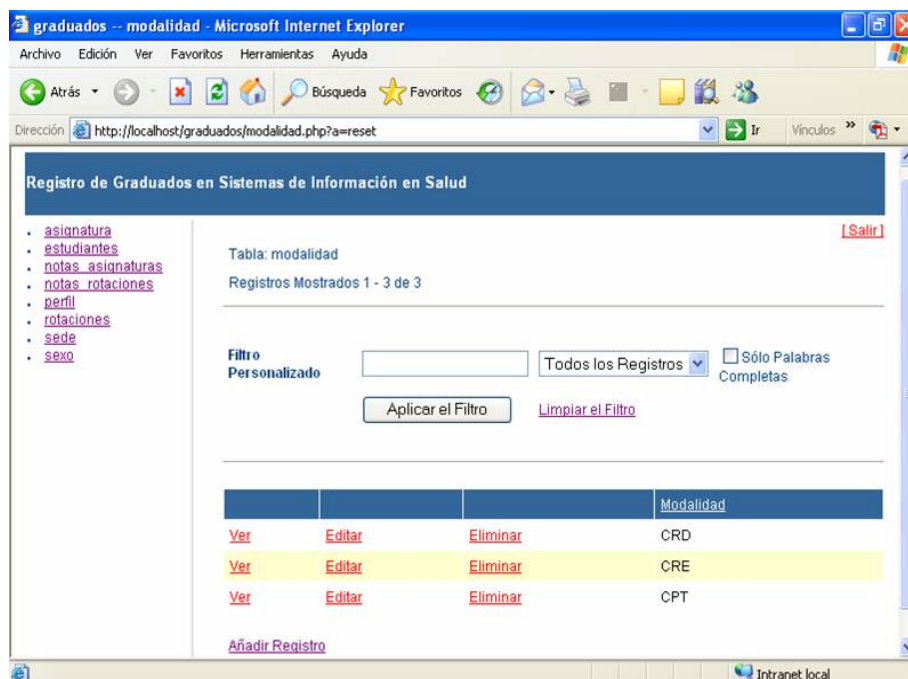 graduados -- modalidad - Microsoft Internet Explorer
Archivo Edición Ver Favoritos Herramientas Ayuda
Atrás Búsqueda Favoritos
Dirección http://localhost/graduados/modalidad.php?a=reset Ir Vínculos »
Registro de Graduados en Sistemas de Información en Salud
[ Salir ]
asignatura
estudiantes
notas_asignaturas
notas_rotaciones
perfil
rotaciones
sede
sexo
Tabla: modalidad
Registros Mostrados 1 - 3 de 3
Filtro Todos los Registros Sólo Palabras
Personalizado Completas
Aplicar el Filtro Limpiar el Filtro
Modalidad
Ver Editar Eliminar CRD
Ver Editar Eliminar CRE
Ver Editar Eliminar CPT
Añadir Registro
Intranet local